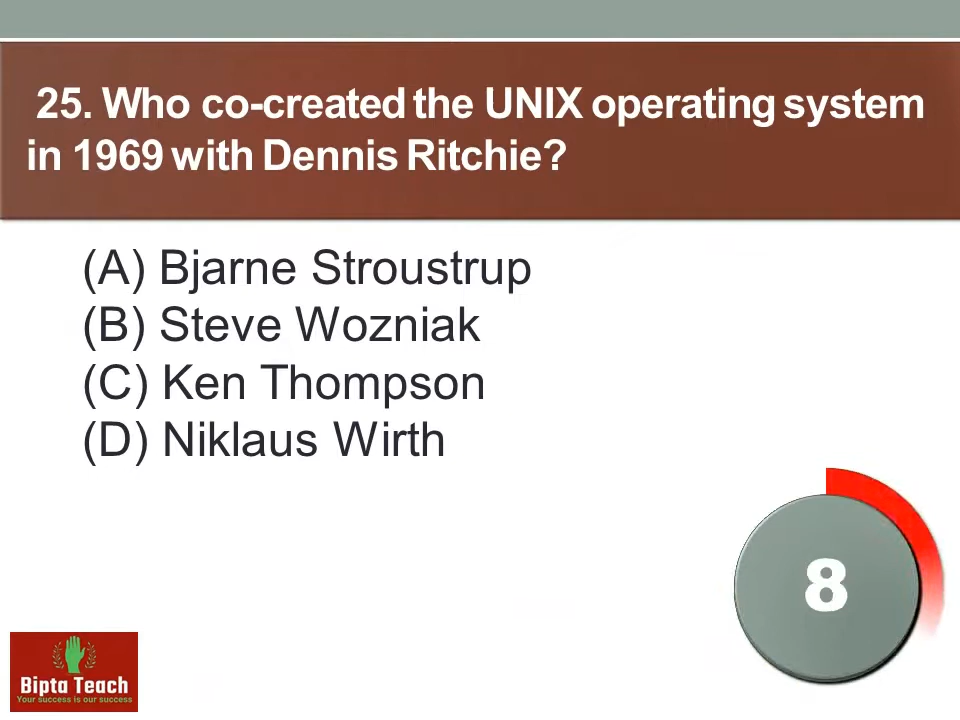 25. Who co-created the UNIX operating system
in 1969 with Dennis Ritchie?
(A) Bjarne Stroustrup
(B) Steve Wozniak
(C) Ken Thompson
(D) Niklaus Wirth
8
Bipta Teach
Your success is our success